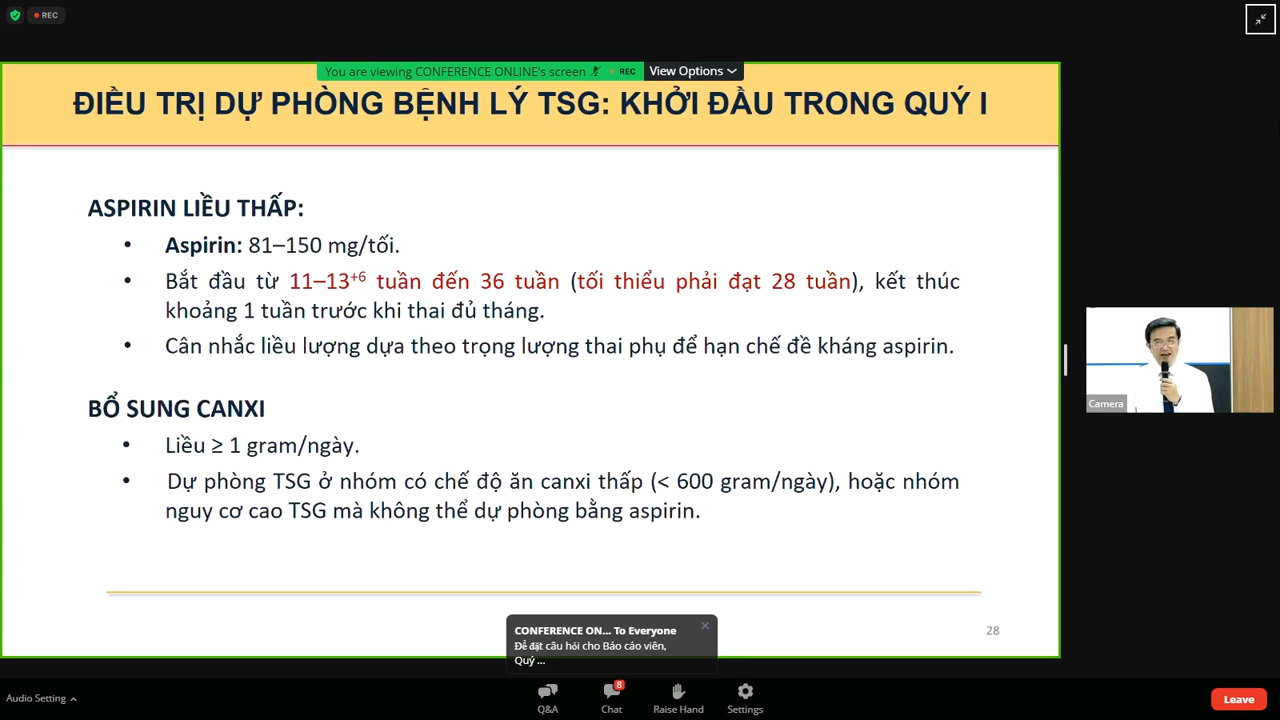 REC
You are viewing CONFERENCE ONLINE's screen
REC
View Options
ĐIỀU TRỊ DỰ PHÒNG BỆNH LÝ TSG: KHỞI ĐẦU TRONG QUÝ I
ASPIRIN LIỀU THẤP:
• Aspirin: 81–150 mg/tối.
• Bắt đầu từ 11–13+6 tuần đến 36 tuần (tối thiểu phải đạt 28 tuần), kết thúc
khoảng 1 tuần trước khi thai đủ tháng.
• Cân nhắc liều lượng dựa theo trọng lượng thai phụ để hạn chế đề kháng aspirin.
BỔ SUNG CANXI
• Liều ≥ 1 gram/ngày.
• Dự phòng TSG ở nhóm có chế độ ăn canxi thấp (< 600 gram/ngày), hoặc nhóm
nguy cơ cao TSG mà không thể dự phòng bằng aspirin.
Camera
28
CONFERENCE ON... To Everyone
Để đặt câu hỏi cho Báo cáo viên,
Quý ...
Audio Setting
Q&A
8
Chat
Raise Hand
Settings
Leave